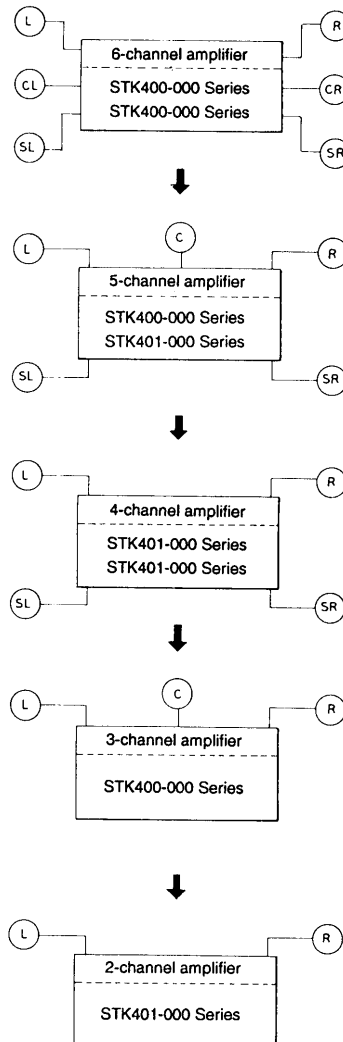 L
R
6-channel amplifier
CL
STK400-000 Series
CR
STK400-000 Series
SL
SR
C
L
R
5-channel amplifier
STK400-000 Series
STK401-000 Series
SL
SR
L
R
4-channel amplifier
STK401-000 Series
STK401-000 Series
SL
SR
C
L
R
3-channel amplifier
STK400-000 Series
L
R
2-channel amplifier
STK401-000 Series